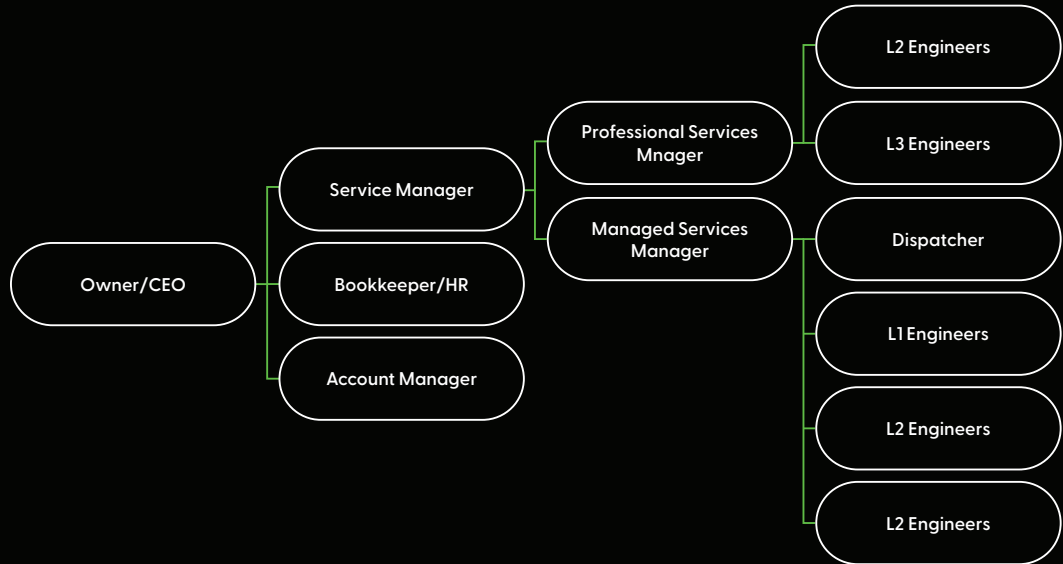 Owner/CEO
Service Manager
Bookkeeper/HR
Account Manager
Professional Services
Mnager
Managed Services
Manager
L2 Engineers
L3 Engineers
Dispatcher
L1 Engineers
L2 Engineers
L2 Engineers